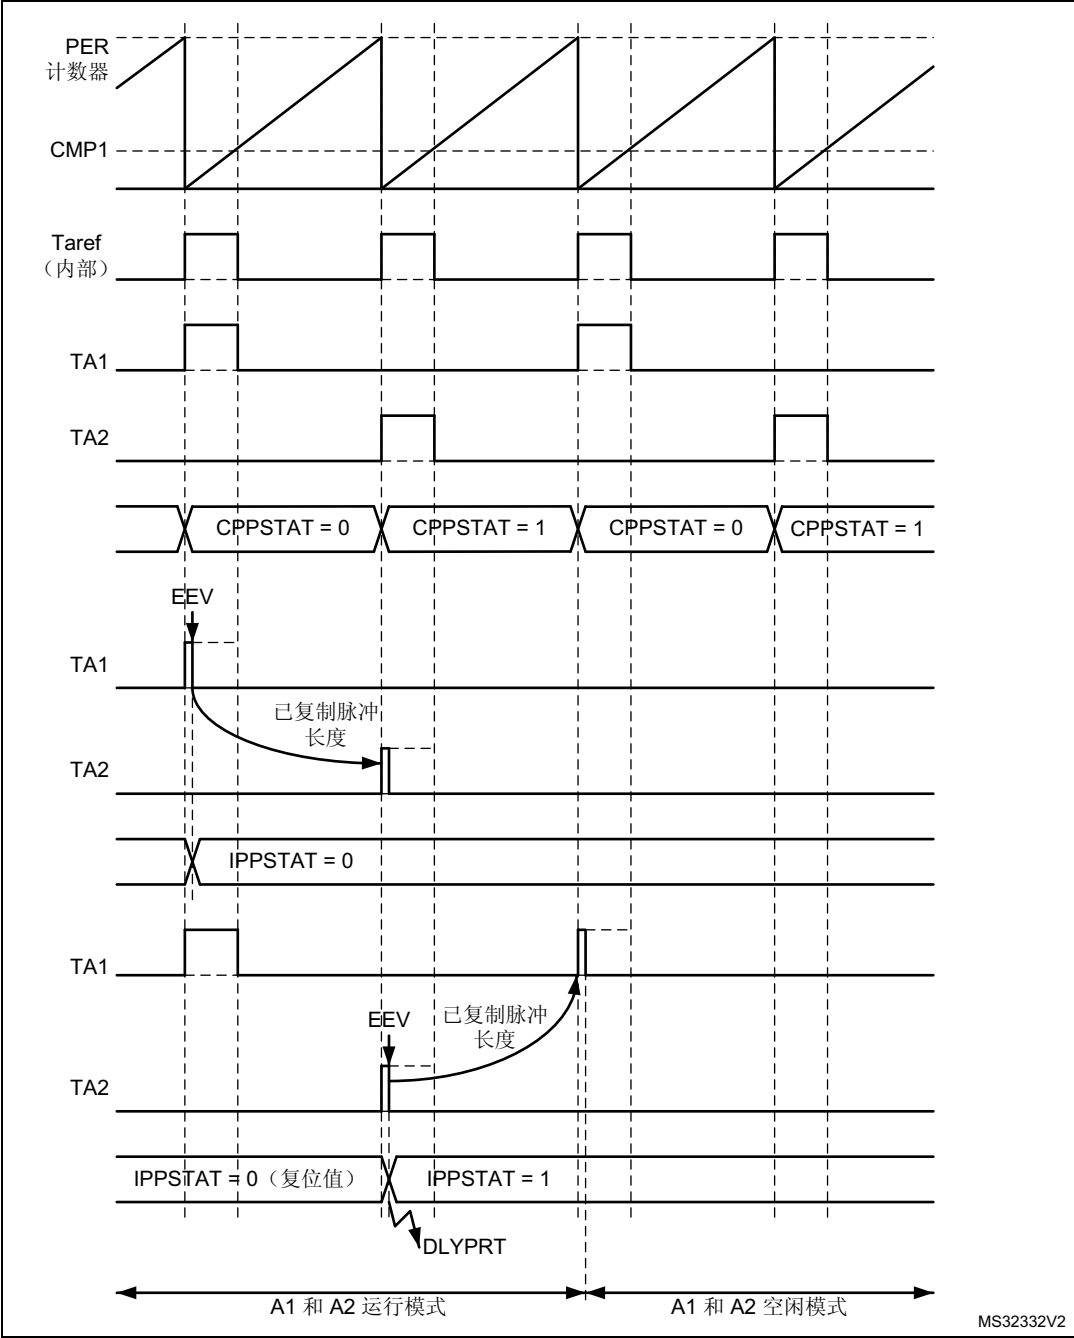 PER
计数器
CMP1
Taref
（内部）
TA1
TA2
CPPSTAT = 0
CPPSTAT = 1
CPPSTAT = 0
CPPSTAT = 1
EEV
TA1
已复制脉冲
长度
TA2
IPPSTAT = 0
TA1
EEV
已复制脉冲
长度
TA2
IPPSTAT = 0（复位值）
IPPSTAT = 1
DLYPRT
A1 和 A2 运行模式
A1 和 A2 空闲模式
MS32332V2